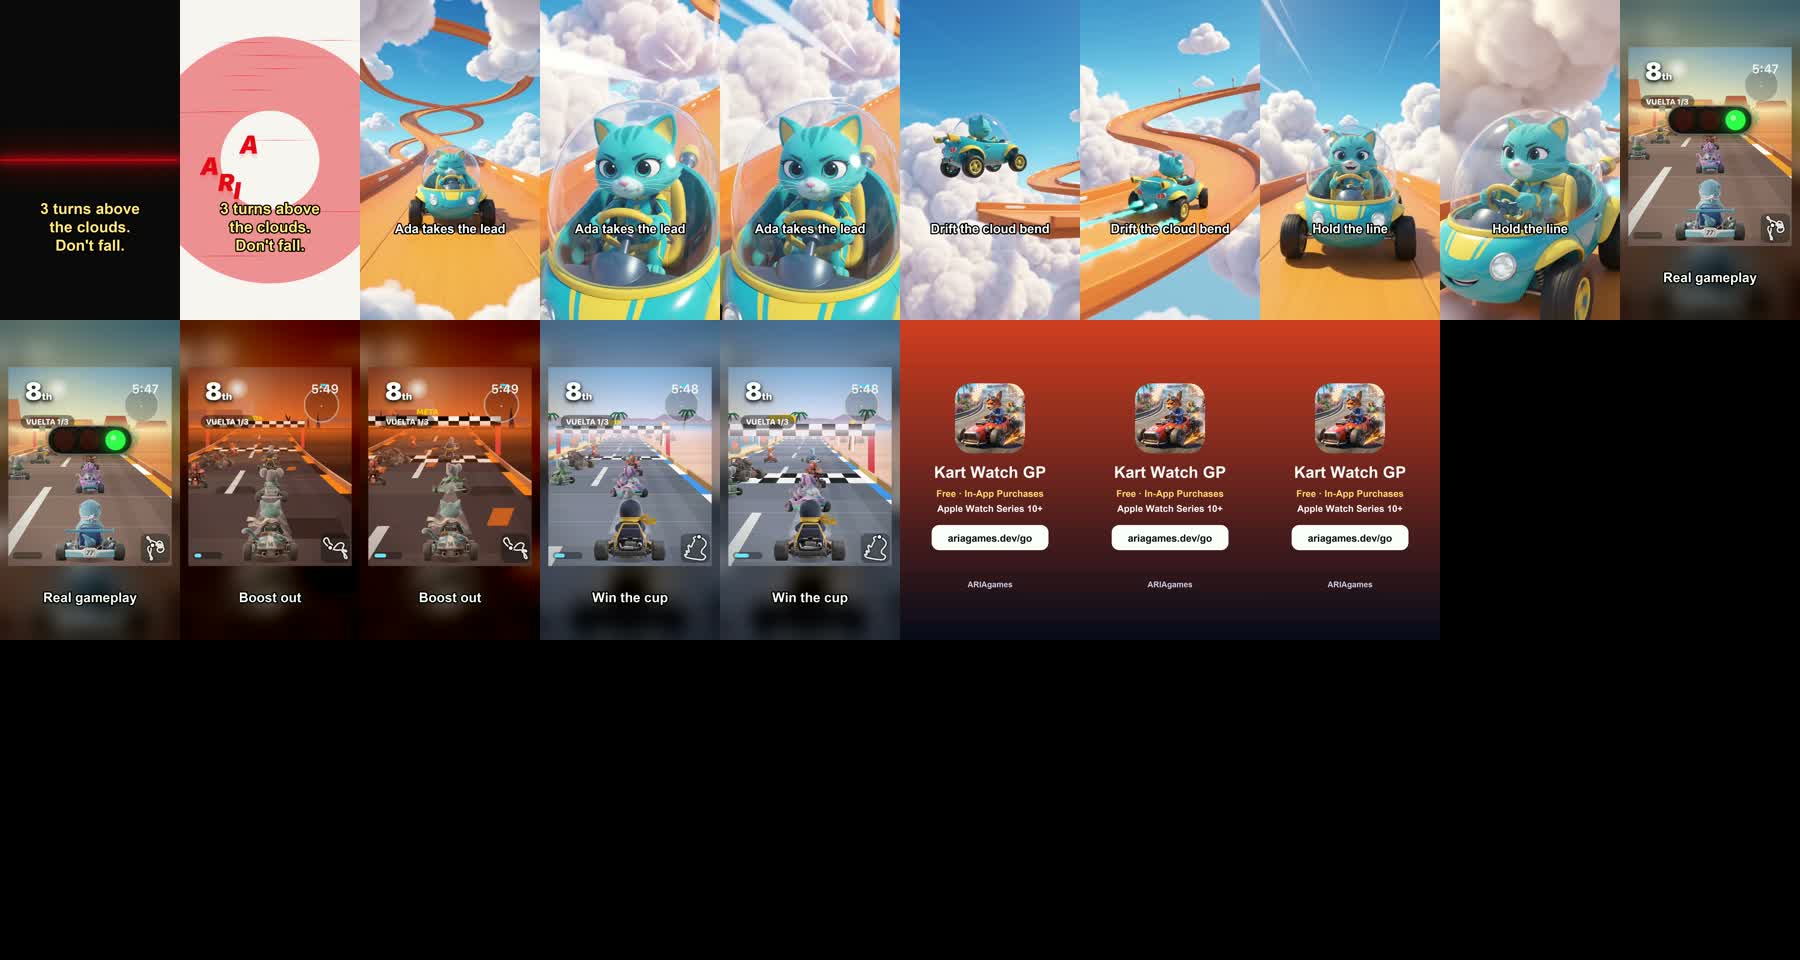 3 turns above
the clouds.
Don't fall.
A
ARI
3 turns above
the clouds.
Don't fall.
Ada takes the lead
Ada takes the lead
Ada takes the lead
Drift the cloud bend
Drift the cloud bend
Hold the line
Hold the line
8th
5:47
VUELTA 1/3
77
Real gameplay
8th
5:47
VUELTA 1/3
77
Real gameplay
8th
5:49
VUELTA 1/3
Boost out
8th
5:49
META
VUELTA 1/3
Boost out
8th
5:48
VUELTA 1/3
Win the cup
8th
5:48
VUELTA 1/3
Win the cup
Kart Watch GP
Free · In-App Purchases
Apple Watch Series 10+
ariagames.dev/go
ARIAgames
Kart Watch GP
Free · In-App Purchases
Apple Watch Series 10+
ariagames.dev/go
ARIAgames
Kart Watch GP
Free · In-App Purchases
Apple Watch Series 10+
ariagames.dev/go
ARIAgames